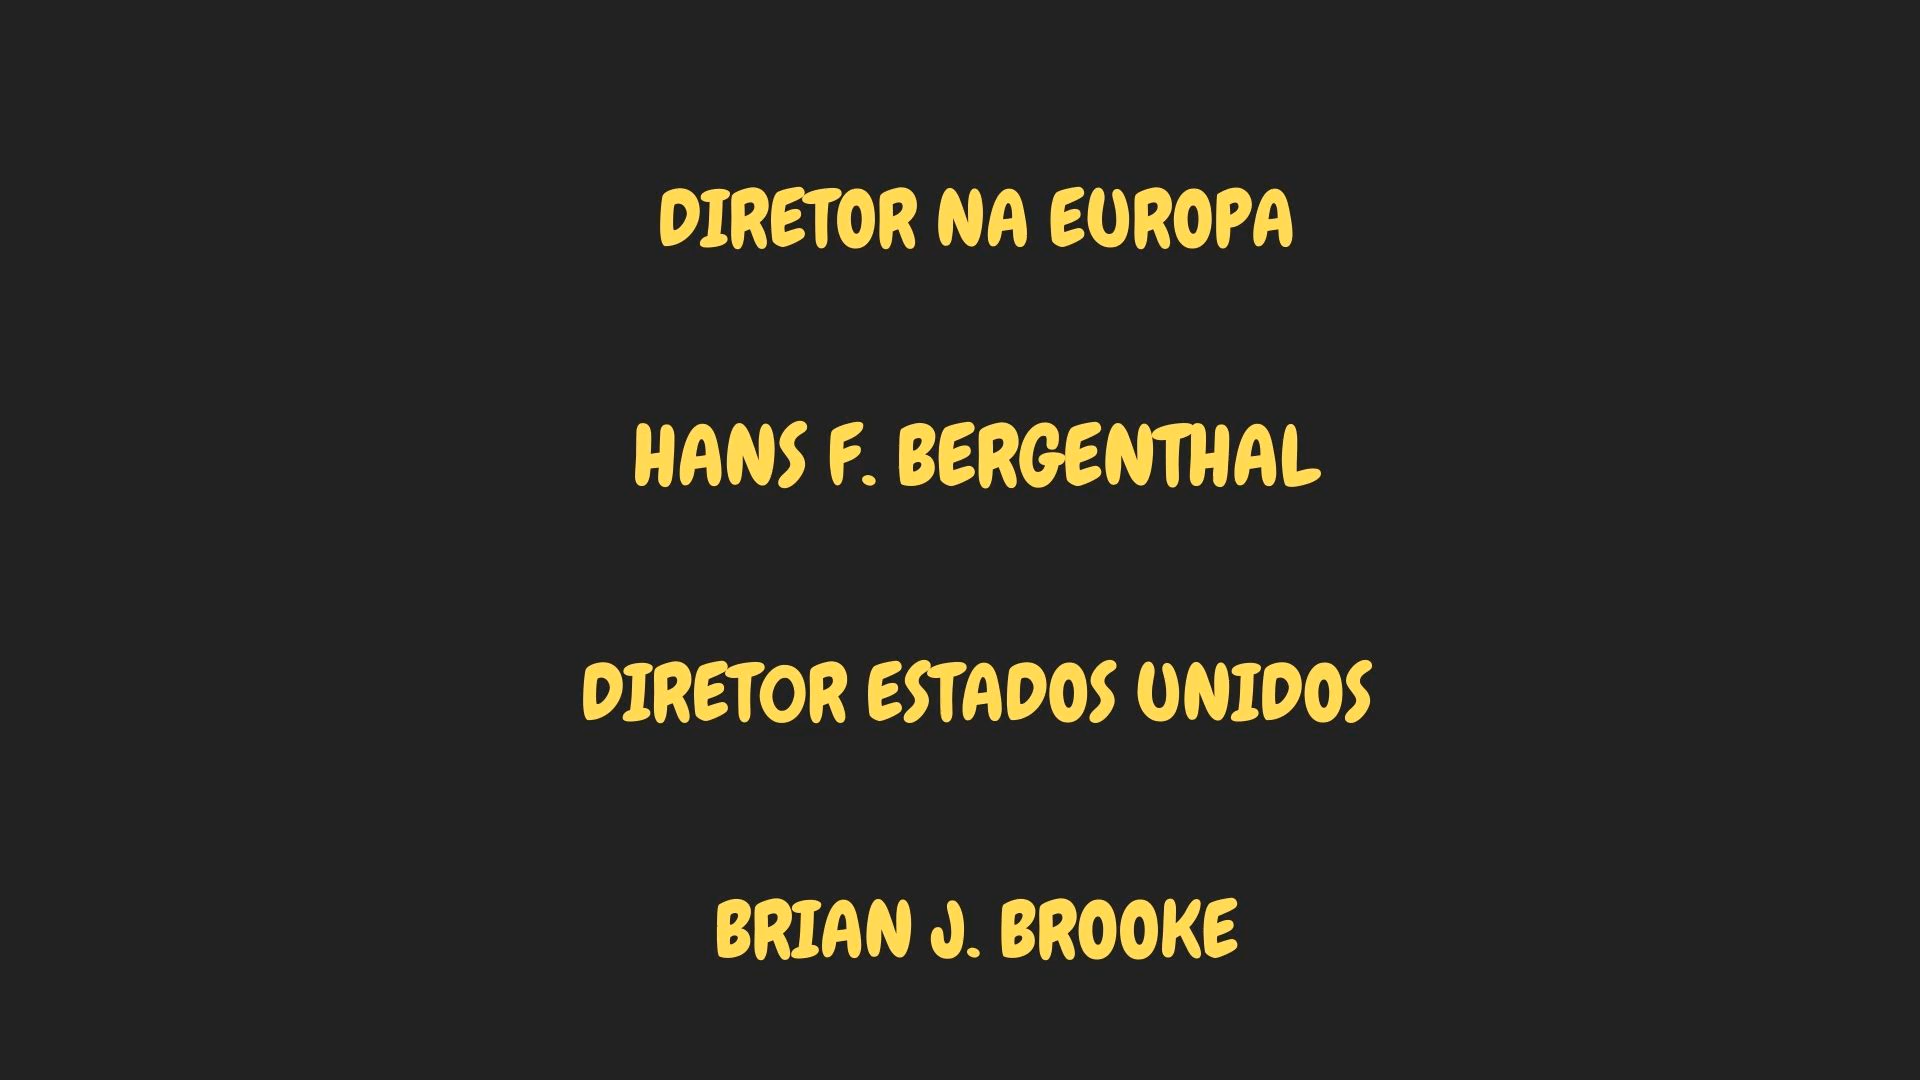 DIRETOR NA EUROPA
HANS F. BERGENTHAL
DIRETOR ESTADOS UNIDOS
BRIAN J. BROOKE